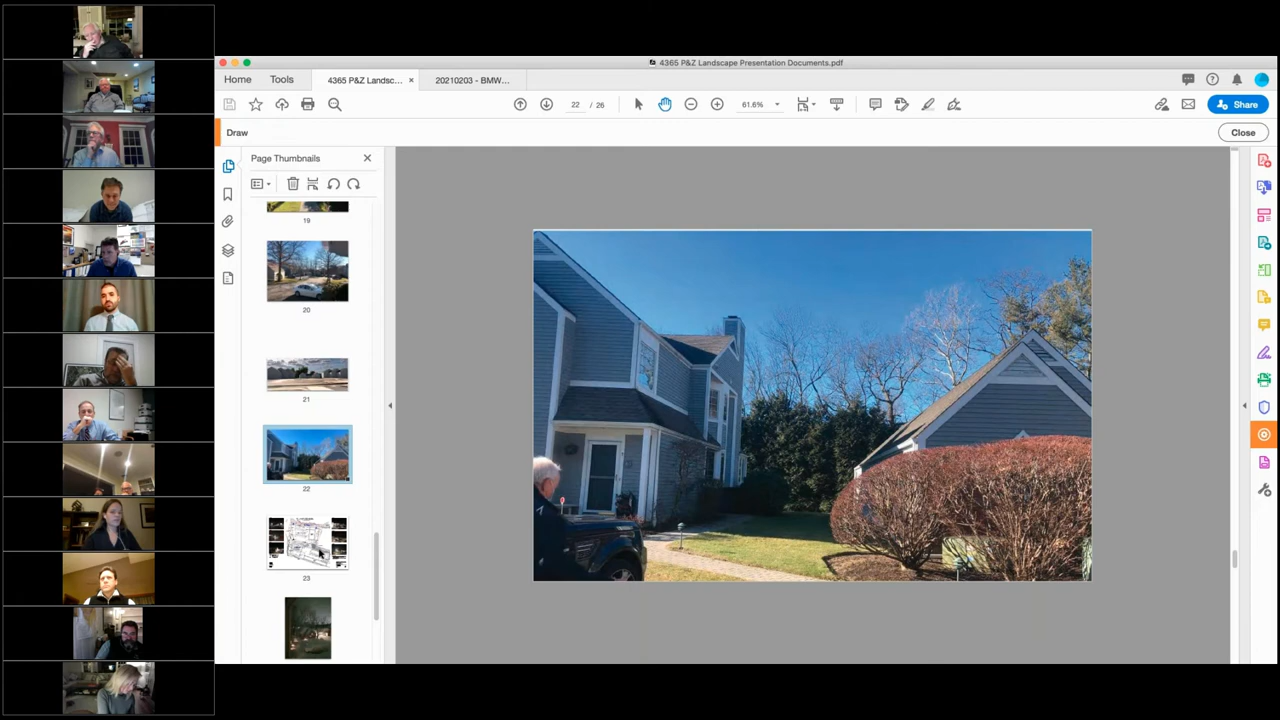 4365 P&Z Landscape Presentation Documents.pdf
Home Tools 4365 P&Z Landsc... × 20210203 - BMW...
22 / 26 61.6% Share
Draw Close
Page Thumbnails ×
19
20
21
22
23